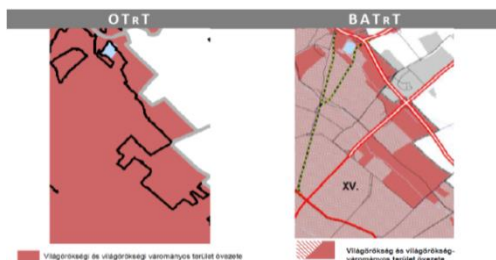 OTRT
BATRT
XV.
Világörökségi és világörökségi várományos terület övezete
Világörökség és világörökség-
várományos terület övezete